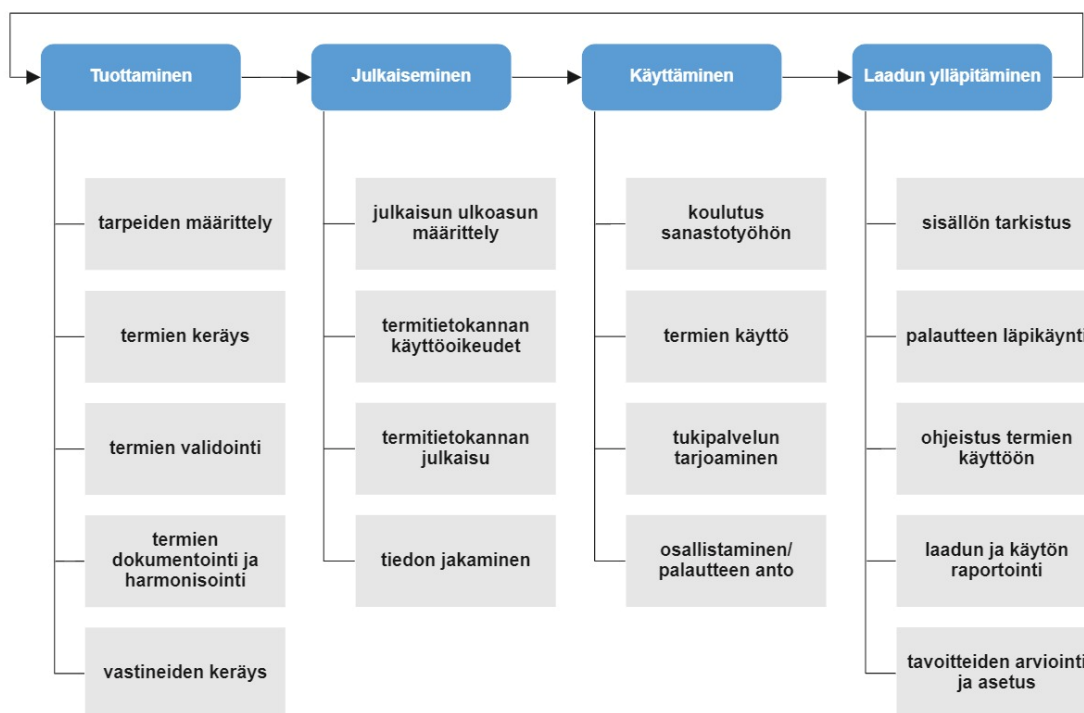 Tuottaminen
Julkaiseminen
Käyttäminen
Laadun ylläpitäminen
tarpeiden määrittely
termien keräys
termien validointi
termien
dokumentointi ja
harmonisointi
vastineiden keräys
julkaisun ulkoasun
määrittely
termitietokannan
käyttöoikeudet
termitietokannan
julkaisu
tiedon jakaminen
koulutus
sanastotyöhön
termien käyttö
tukipalvelun
tarjoaminen
osallistaminen/
palautteen anto
sisällön tarkistus
palautteen läpikäynti
ohjeistus termien
käyttöön
laadun ja käytön
raportointi
tavoitteiden arviointi
ja asetus